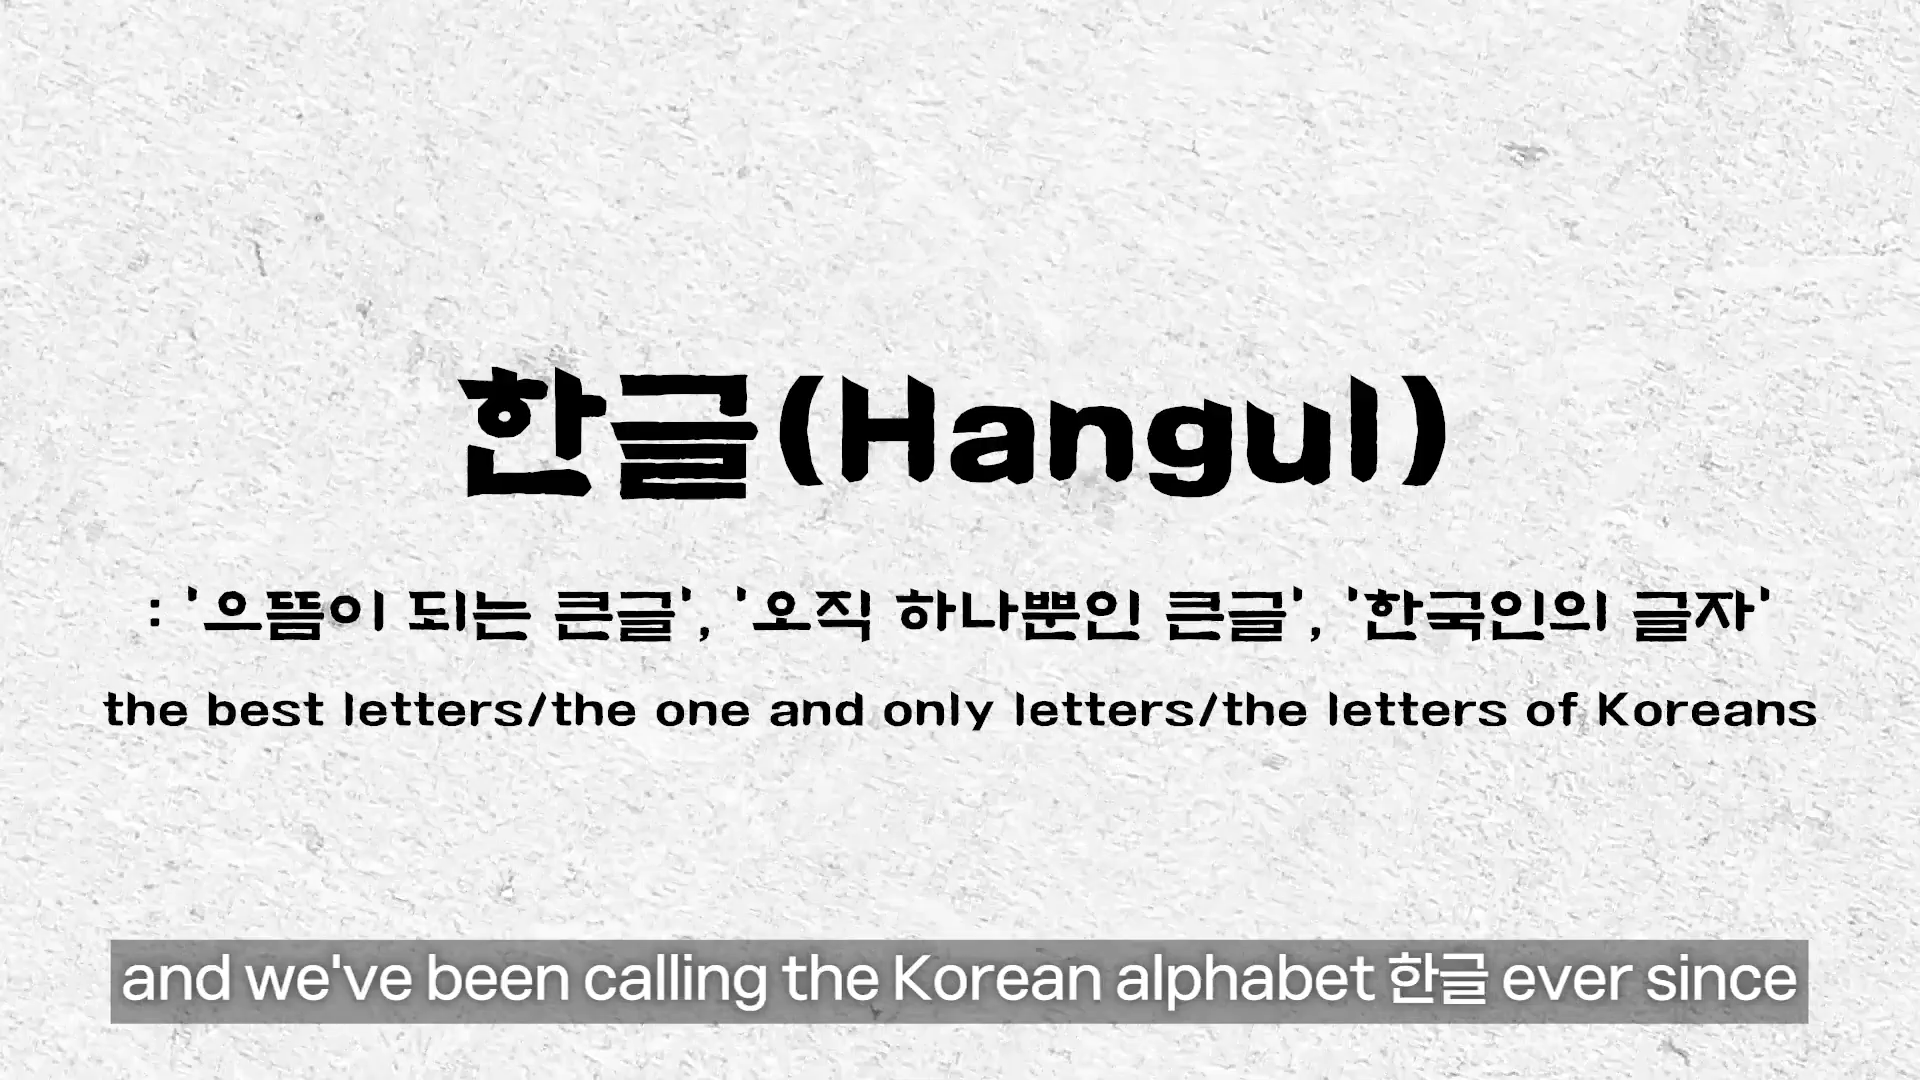 한글(Hangul)
: '으뜸이 되는 큰글', '오직 하나뿐인 큰글', '한국인의 글자'
the best letters/the one and only letters/the letters of Koreans
and we've been calling the Korean alphabet 한글 ever since